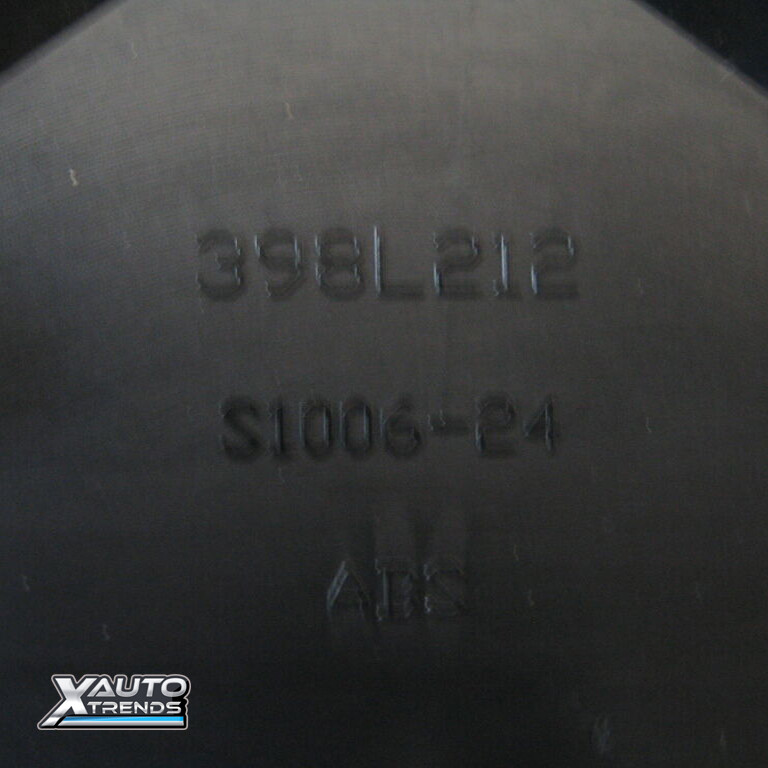 398L212
S1006-24
ABS
XAUTO
TRENDS